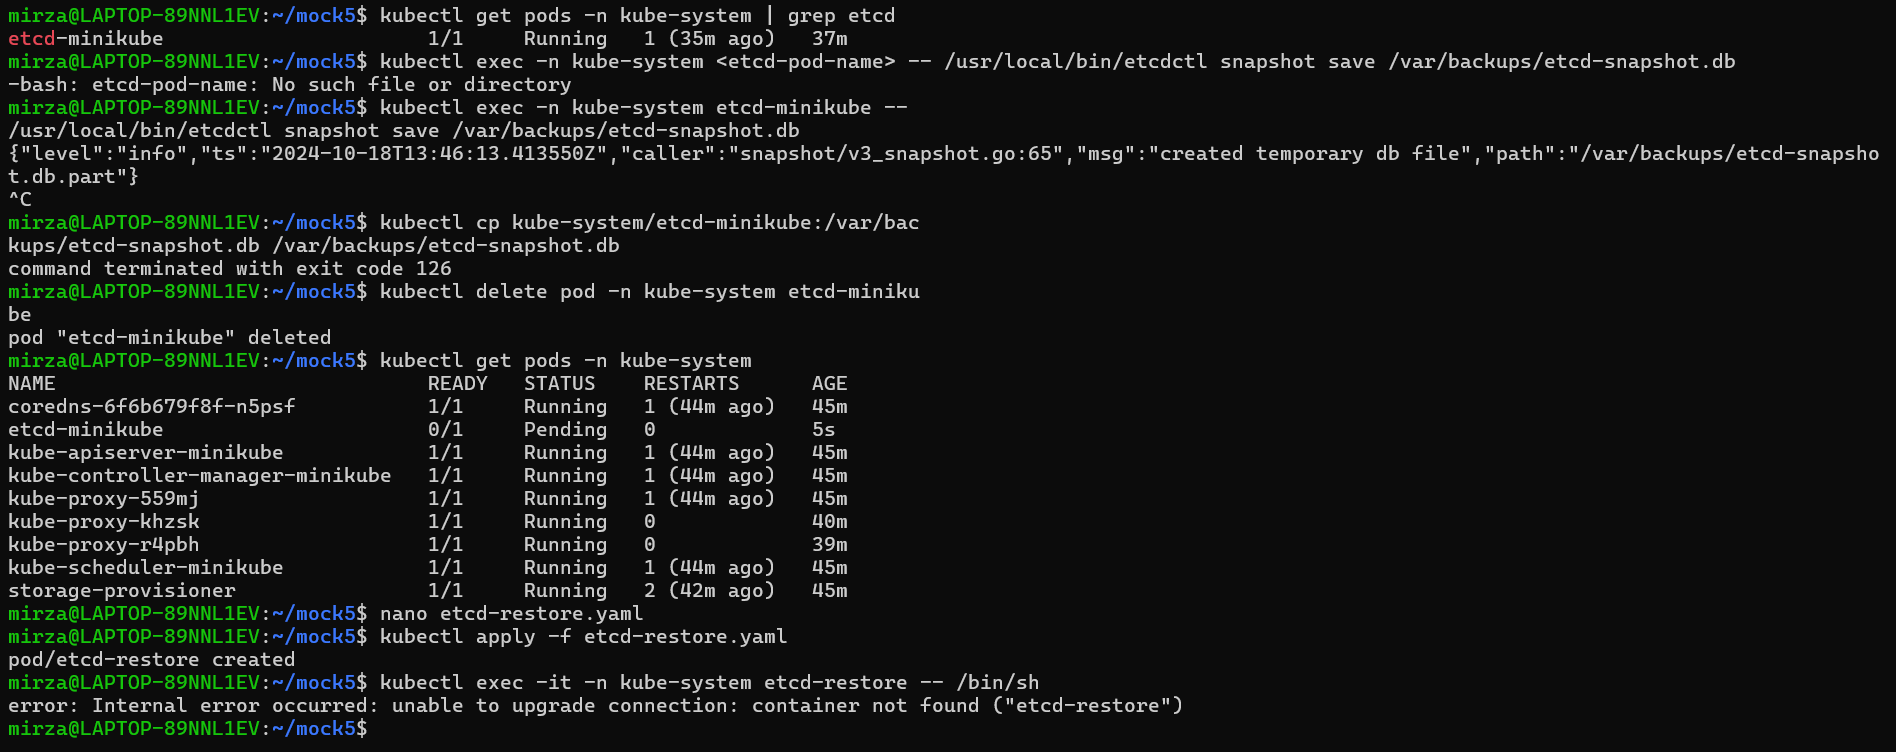 mirza@LAPTOP-89NNL1EV:~/mock5$ kubectl get pods -n kube-system | grep etcd
etcd-minikube                      1/1     Running   1 (35m ago)   37m
mirza@LAPTOP-89NNL1EV:~/mock5$ kubectl exec -n kube-system <etcd-pod-name> -- /usr/local/bin/etcdctl snapshot save /var/backups/etcd-snapshot.db
-bash: etcd-pod-name: No such file or directory
mirza@LAPTOP-89NNL1EV:~/mock5$ kubectl exec -n kube-system etcd-minikube --
/usr/local/bin/etcdctl snapshot save /var/backups/etcd-snapshot.db
{"level":"info","ts":"2024-10-18T13:46:13.413550Z","caller":"snapshot/v3_snapshot.go:65","msg":"created temporary db file","path":"/var/backups/etcd-snapsho
t.db.part"}
^C
mirza@LAPTOP-89NNL1EV:~/mock5$ kubectl cp kube-system/etcd-minikube:/var/bac
kups/etcd-snapshot.db /var/backups/etcd-snapshot.db
command terminated with exit code 126
mirza@LAPTOP-89NNL1EV:~/mock5$ kubectl delete pod -n kube-system etcd-miniku
be
pod "etcd-minikube" deleted
mirza@LAPTOP-89NNL1EV:~/mock5$ kubectl get pods -n kube-system
NAME                               READY   STATUS    RESTARTS      AGE
coredns-6f6b679f8f-n5psf           1/1     Running   1 (44m ago)   45m
etcd-minikube                      0/1     Pending   0             5s
kube-apiserver-minikube            1/1     Running   1 (44m ago)   45m
kube-controller-manager-minikube   1/1     Running   1 (44m ago)   45m
kube-proxy-559mj                   1/1     Running   1 (44m ago)   45m
kube-proxy-khzsk                   1/1     Running   0             40m
kube-proxy-r4pbh                   1/1     Running   0             39m
kube-scheduler-minikube            1/1     Running   1 (44m ago)   45m
storage-provisioner                1/1     Running   2 (42m ago)   45m
mirza@LAPTOP-89NNL1EV:~/mock5$ nano etcd-restore.yaml
mirza@LAPTOP-89NNL1EV:~/mock5$ kubectl apply -f etcd-restore.yaml
pod/etcd-restore created
mirza@LAPTOP-89NNL1EV:~/mock5$ kubectl exec -it -n kube-system etcd-restore -- /bin/sh
error: Internal error occurred: unable to upgrade connection: container not found ("etcd-restore")
mirza@LAPTOP-89NNL1EV:~/mock5$